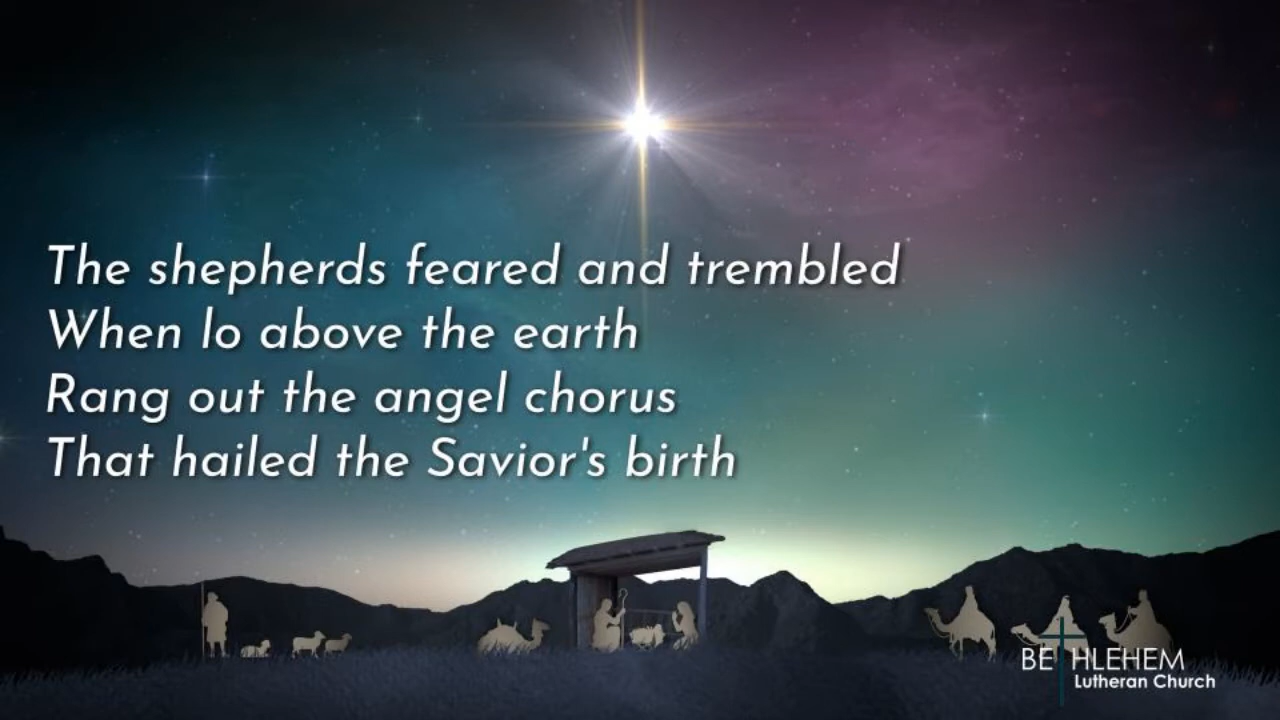 The shepherds feared and trembled
When lo above the earth
Rang out the angel chorus
That hailed the Savior's birth
BETHLEHEM
Lutheran Church